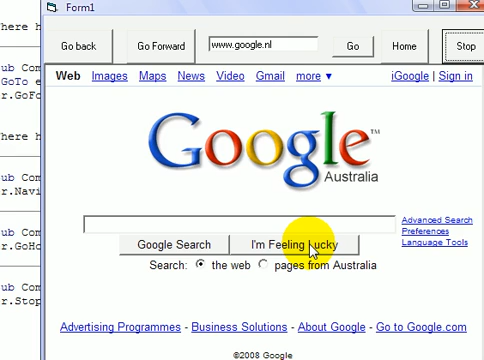 Form1
here h
Go back Go Forward www.google.nl Go Home Stop
ub Com
GoTo e
r.GoFo
Web Images Maps News Video Gmail more ▼ iGoogle | Sign in
Google™
Australia
here h
ub Com
r.Navi
Advanced Search
Preferences
Language Tools
Google Search I'm Feeling Lucky
ub Com
r.GoHo
Search: the web pages from Australia
ub Com
r.Stop
Advertising Programmes - Business Solutions - About Google - Go to Google.com
©2008 Google